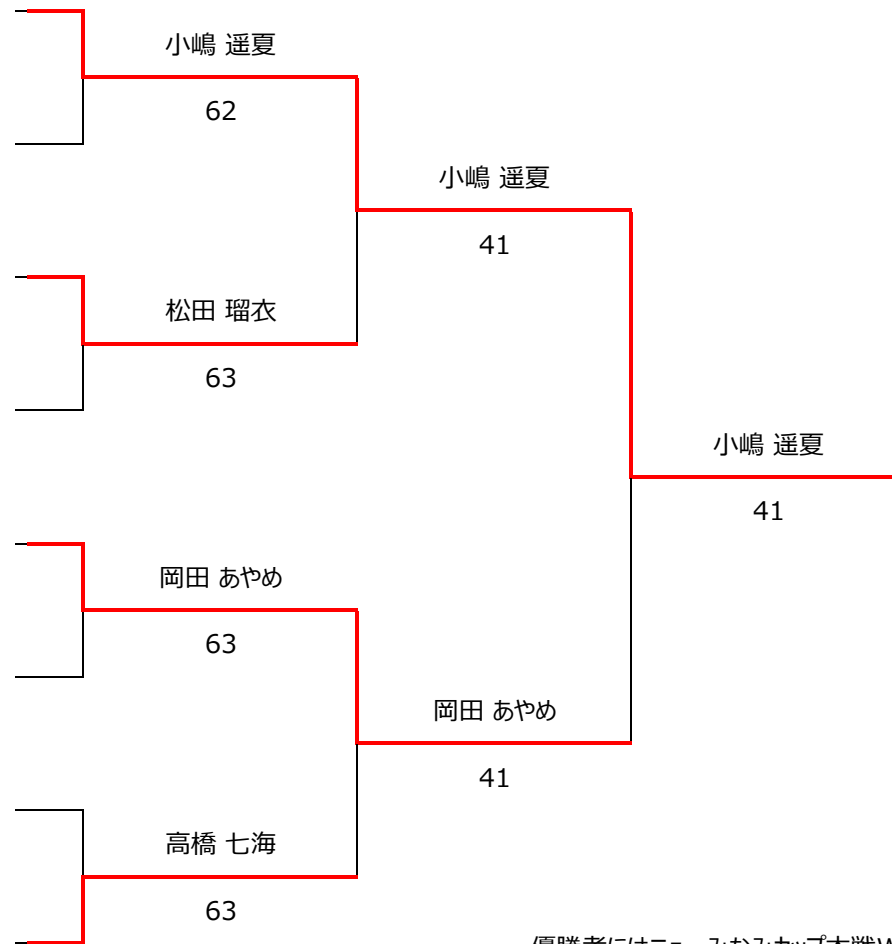 小嶋 遥夏
62
小嶋 遥夏
41
松田 瑠衣
63
小嶋 遥夏
41
岡田 あやめ
63
岡田 あやめ
41
高橋 七海
63